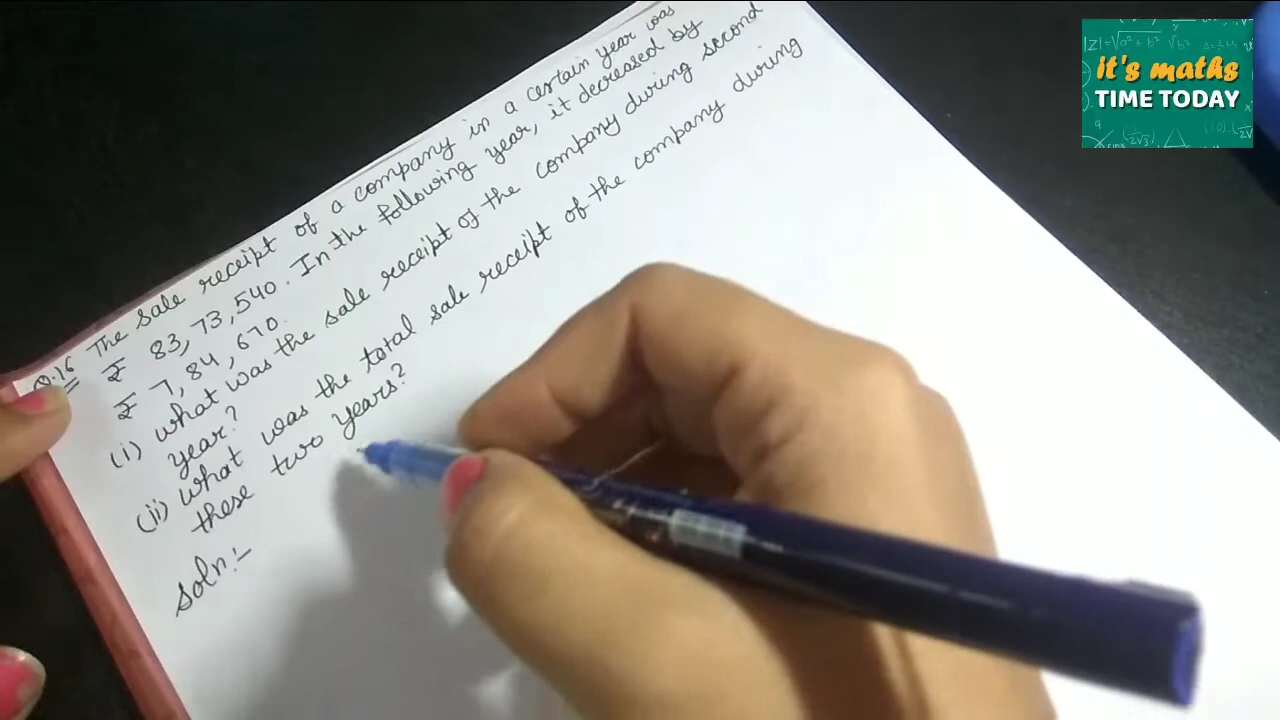 Q.16 The sale receipt of a company in a certain year was
₹ 83,73,540. In the following year, it decreased by
₹ 7,84,670.
(i) what was the sale receipt of the company during second
year?
(ii) what was the total sale receipt of the company during
these two years?
Soln:-
it's maths
TIME TODAY
|Z|=√a²+b²